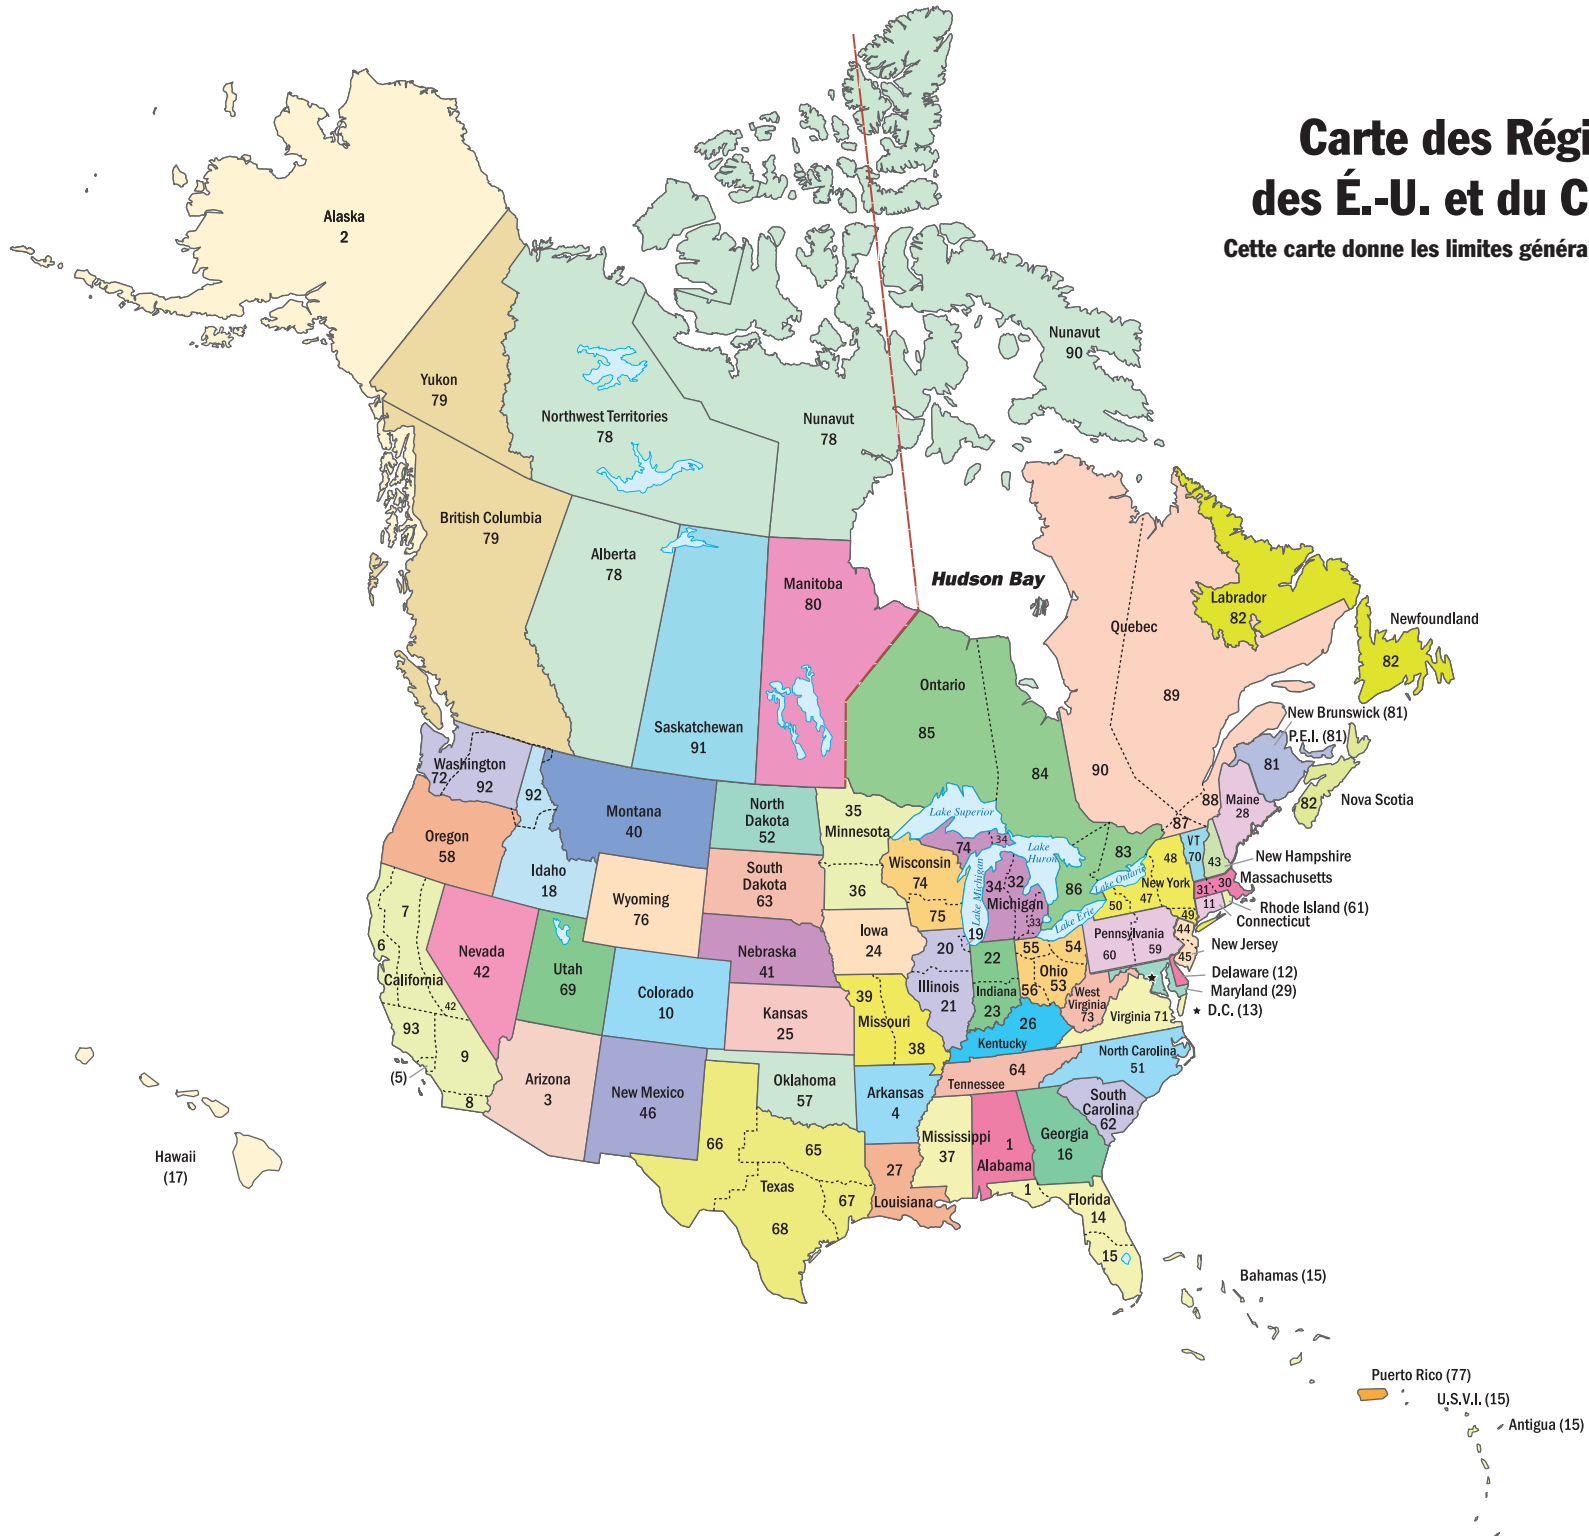 Carte des Régi
des É.-U. et du C
Cette carte donne les limites généra
Alaska
2
Yukon
79
Northwest Territories
78
Nunavut
78
Nunavut
90
British Columbia
79
Alberta
78
Saskatchewan
91
Manitoba
80
Hudson Bay
Ontario
85
84
83
86
Quebec
89
90
88
87
Labrador
82
Newfoundland
82
New Brunswick (81)
P.E.I. (81)
81
Nova Scotia
82
Maine
28
VT
70
43
New Hampshire
Massachusetts
31
30
11
Rhode Island (61)
Connecticut
New Jersey
44
45
Delaware (12)
Maryland (29)
D.C. (13)
Washington
72
92
92
Idaho
18
Montana
40
North
Dakota
52
35
Minnesota
36
Lake Superior
Lake
Huron
Lake Michigan
Lake Ontario
Lake Erie
74
34
Wisconsin
74
75
34
32
Michigan
33
19
48
New York
47
50
49
Oregon
58
Wyoming
76
South
Dakota
63
Iowa
24
Nebraska
41
Pennsylvania
60
59
20
Illinois
21
22
Indiana
23
55
54
Ohio
56
53
West
Virginia
73
Virginia 71
7
6
California
42
93
9
(5)
8
Nevada
42
Utah
69
Colorado
10
Kansas
25
39
Missouri
38
26
Kentucky
64
Tennessee
North Carolina
51
South
Carolina
62
Arizona
3
New Mexico
46
Oklahoma
57
Arkansas
4
Mississippi
37
1
Alabama
Georgia
16
66
65
Texas
67
68
27
Louisiana
1
Florida
14
15
Hawaii
(17)
Bahamas (15)
Puerto Rico (77)
U.S.V.I. (15)
Antigua (15)